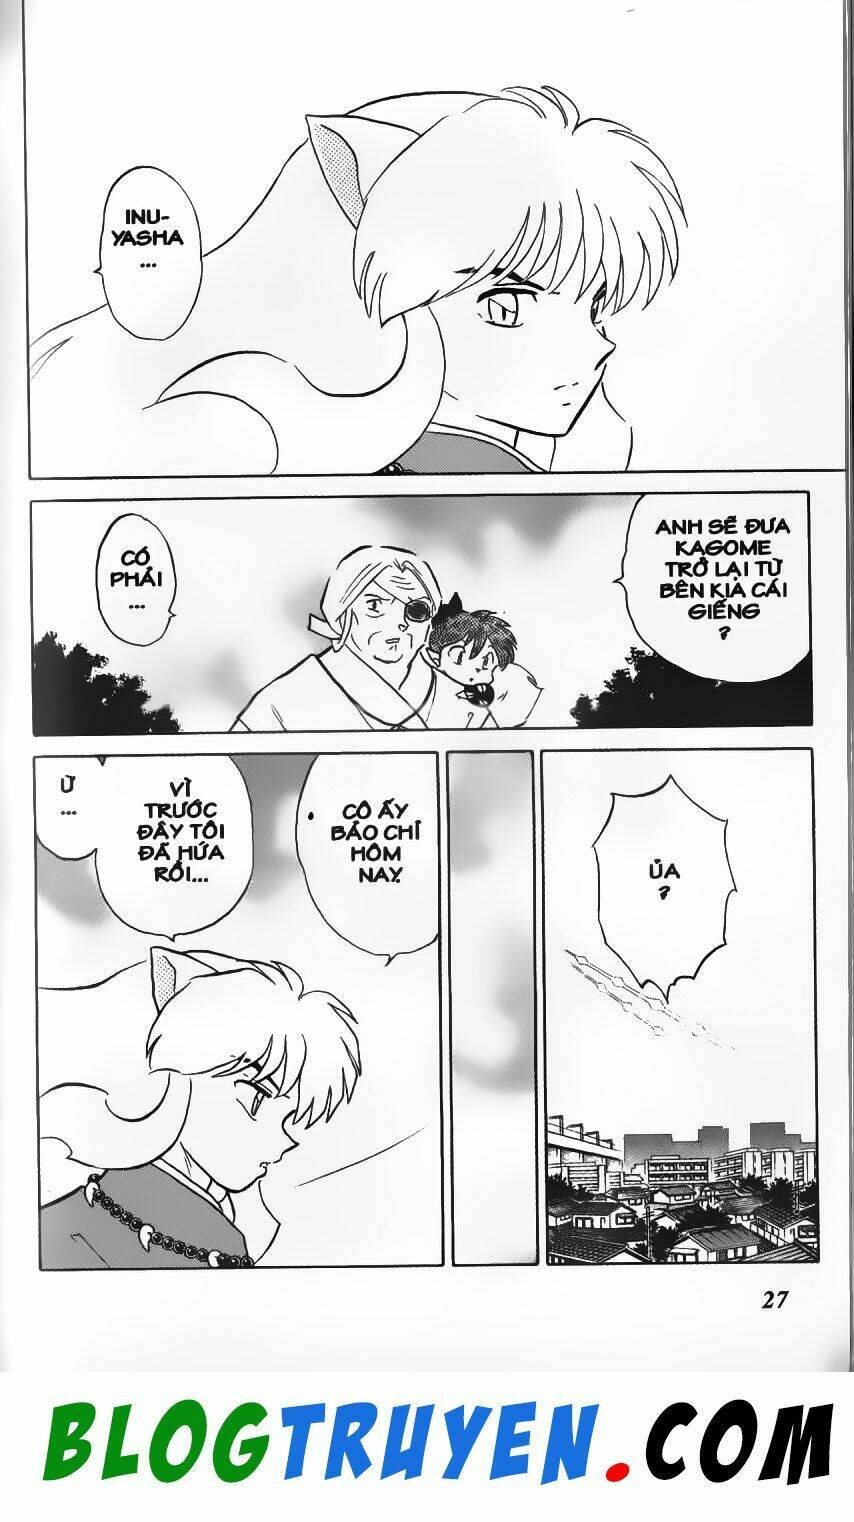 INU-
YASHA
...
ANH SẼ ĐƯA
KAGOME
TRỞ LẠI TỪ
BÊN KIA CÁI
GIẾNG
?
CÓ
PHẢI
...
Ừ
...
VÌ
TRƯỚC
ĐÂY TÔI
ĐÃ HỨA
RỒI...
CÔ ẤY
BẢO CHỈ
HÔM
NAY.
ỦA
?
27
BLOGTRUYEN.COM